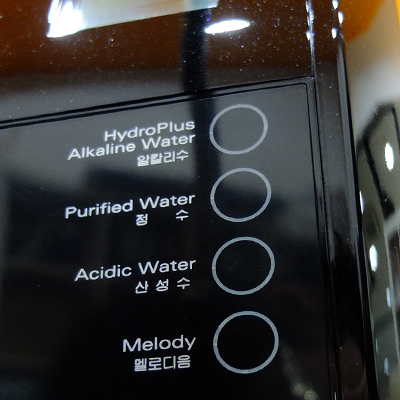 HydroPlus
Alkaline Water
알칼리수
Purified Water
정 수
Acidic Water
산 성 수
Melody
멜로디음